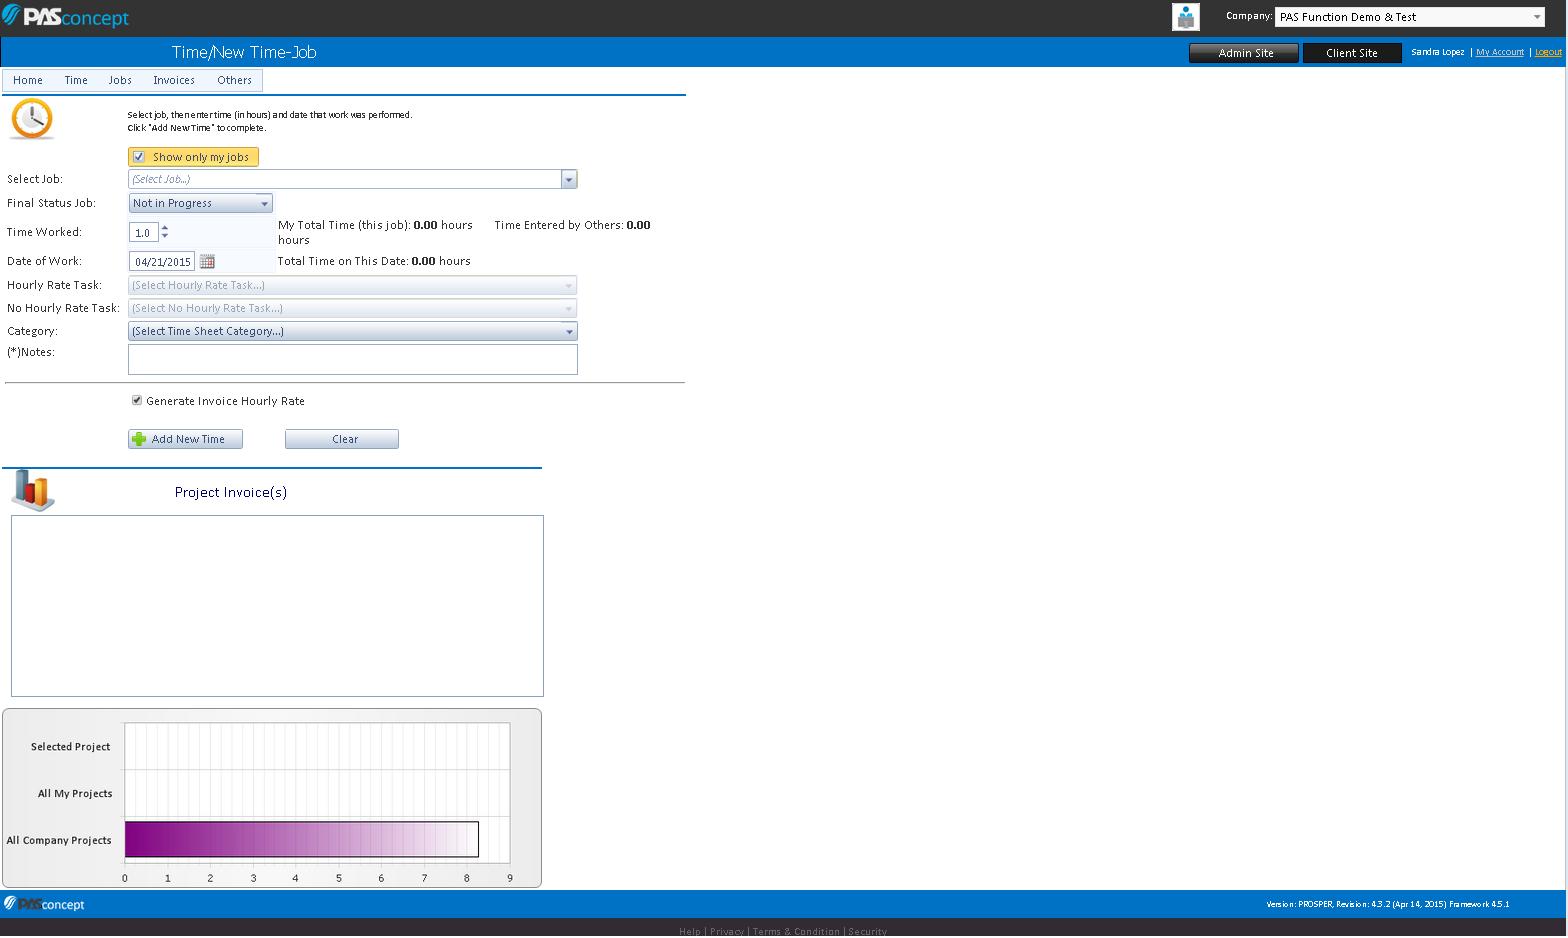 PASconcept
Company: PAS Function Demo & Test
Time/New Time-Job
Admin Site Client Site Sandra Lopez | My Account | Logout
Home Time Jobs Invoices Others
Select job, then enter time (in hours) and date that work was performed.
Click "Add New Time" to complete.
Show only my jobs
Select Job: (Select Job...)
Final Status Job: Not in Progress
Time Worked: 1.0 My Total Time (this job): 0.00 hours Time Entered by Others: 0.00
hours
Date of Work: 04/21/2015 Total Time on This Date: 0.00 hours
Hourly Rate Task: (Select Hourly Rate Task...)
No Hourly Rate Task: (Select No Hourly Rate Task...)
Category: (Select Time Sheet Category...)
(*)Notes:
Generate Invoice Hourly Rate
Add New Time Clear
Project Invoice(s)
Selected Project
All My Projects
All Company Projects
0 1 2 3 4 5 6 7 8 9
PASconcept
Version: PROSPER, Revision: 4.3.2 (Apr 14, 2015) Framework 4.5.1
Help | Privacy | Terms & Condition | Security